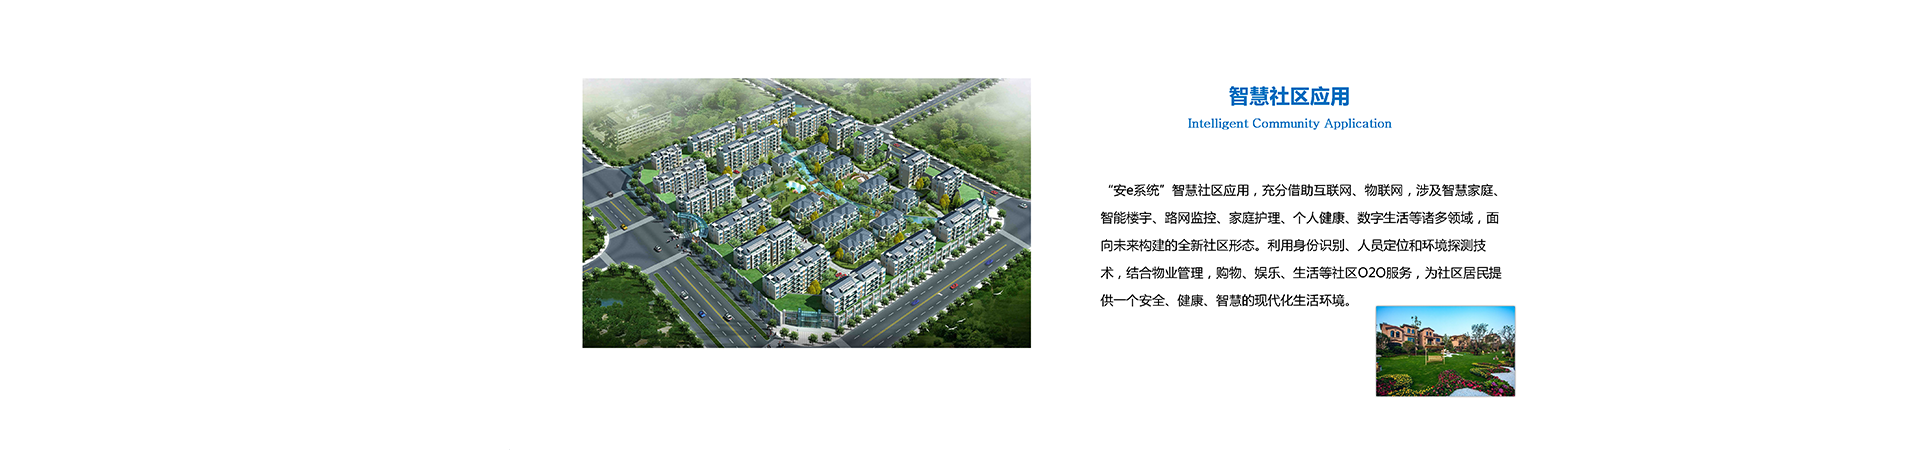 智慧社区应用
Intelligent Community Application
“安e系统”智慧社区应用，充分借助互联网、物联网，涉及智慧家庭、
智能楼宇、路网监控、家庭护理、个人健康、数字生活等诸多领域，面
向未来构建的全新社区形态。利用身份识别、人员定位和环境探测技
术，结合物业管理，购物、娱乐、生活等社区O2O服务，为社区居民提
供一个安全、健康、智慧的现代化生活环境。